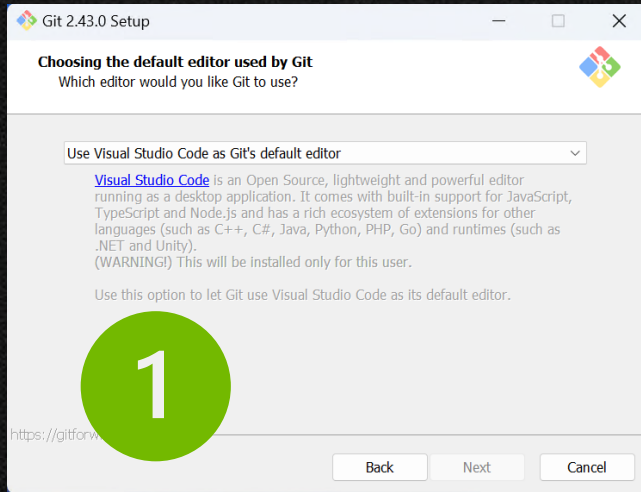 Git 2.43.0 Setup
Choosing the default editor used by Git
Which editor would you like Git to use?
Use Visual Studio Code as Git's default editor
Visual Studio Code is an Open Source, lightweight and powerful editor
running as a desktop application. It comes with built-in support for JavaScript,
TypeScript and Node.js and has a rich ecosystem of extensions for other
languages (such as C++, C#, Java, Python, PHP, Go) and runtimes (such as
.NET and Unity).
(WARNING!) This will be installed only for this user.
Use this option to let Git use Visual Studio Code as its default editor.
1
https://gitforw
Back
Next
Cancel